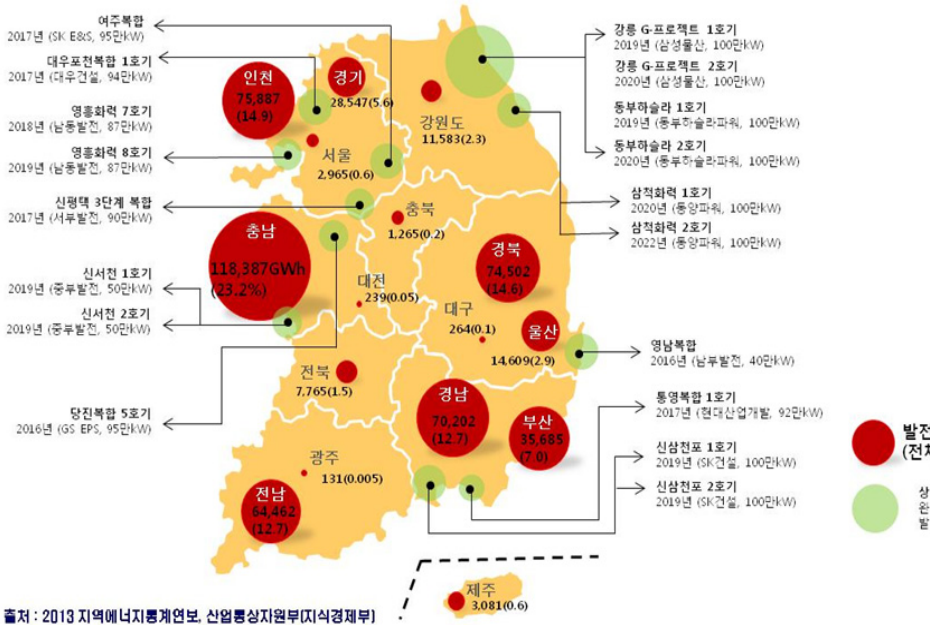 여주복합
2017년 (SK E&S, 95만kW)
대우포천복합 1호기
2017년 (대우건설, 94만kW)
영흥화력 7호기
2018년 (남동발전, 87만kW)
영흥화력 8호기
2019년 (남동발전, 87만kW)
신평택 3단계 복합
2017년 (서부발전, 90만kW)
신서천 1호기
2019년 (중부발전, 50만kW)
신서천 2호기
2019년 (중부발전, 50만kW)
당진복합 5호기
2016년 (GS EPS, 95만kW)
인천
75,887
(14.9)
경기
28,547(5.6)
서울
2,965(0.6)
강원도
11,583(2.3)
충북
1,265(0.2)
충남
118,387GWh
(23.2%)
대전
239(0.05)
경북
74,502
(14.6)
대구
264(0.1)
울산
14,609(2.9)
전북
7,765(1.5)
경남
70,202
(12.7)
부산
35,685
(7.0)
광주
131(0.005)
전남
64,462
(12.7)
제주
3,081(0.6)
강릉 G-프로젝트 1호기
2019년 (삼성물산, 100만kW)
강릉 G-프로젝트 2호기
2020년 (삼성물산, 100만kW)
동부하슬라 1호기
2019년 (동부하슬라파워, 100만kW)
동부하슬라 2호기
2020년 (동부하슬라파워, 100만kW)
삼척화력 1호기
2020년 (동양파워, 100만kW)
삼척화력 2호기
2022년 (동양파워, 100만kW)
영남복합
2016년 (남부발전, 40만kW)
통영복합 1호기
2017년 (현대산업개발, 92만kW)
신삼천포 1호기
2019년 (SK건설, 100만kW)
신삼천포 2호기
2019년 (SK건설, 100만kW)
발전
(전체
상
완
발
출처 : 2013 지역에너지통계연보, 산업통상자원부(지식경제부)